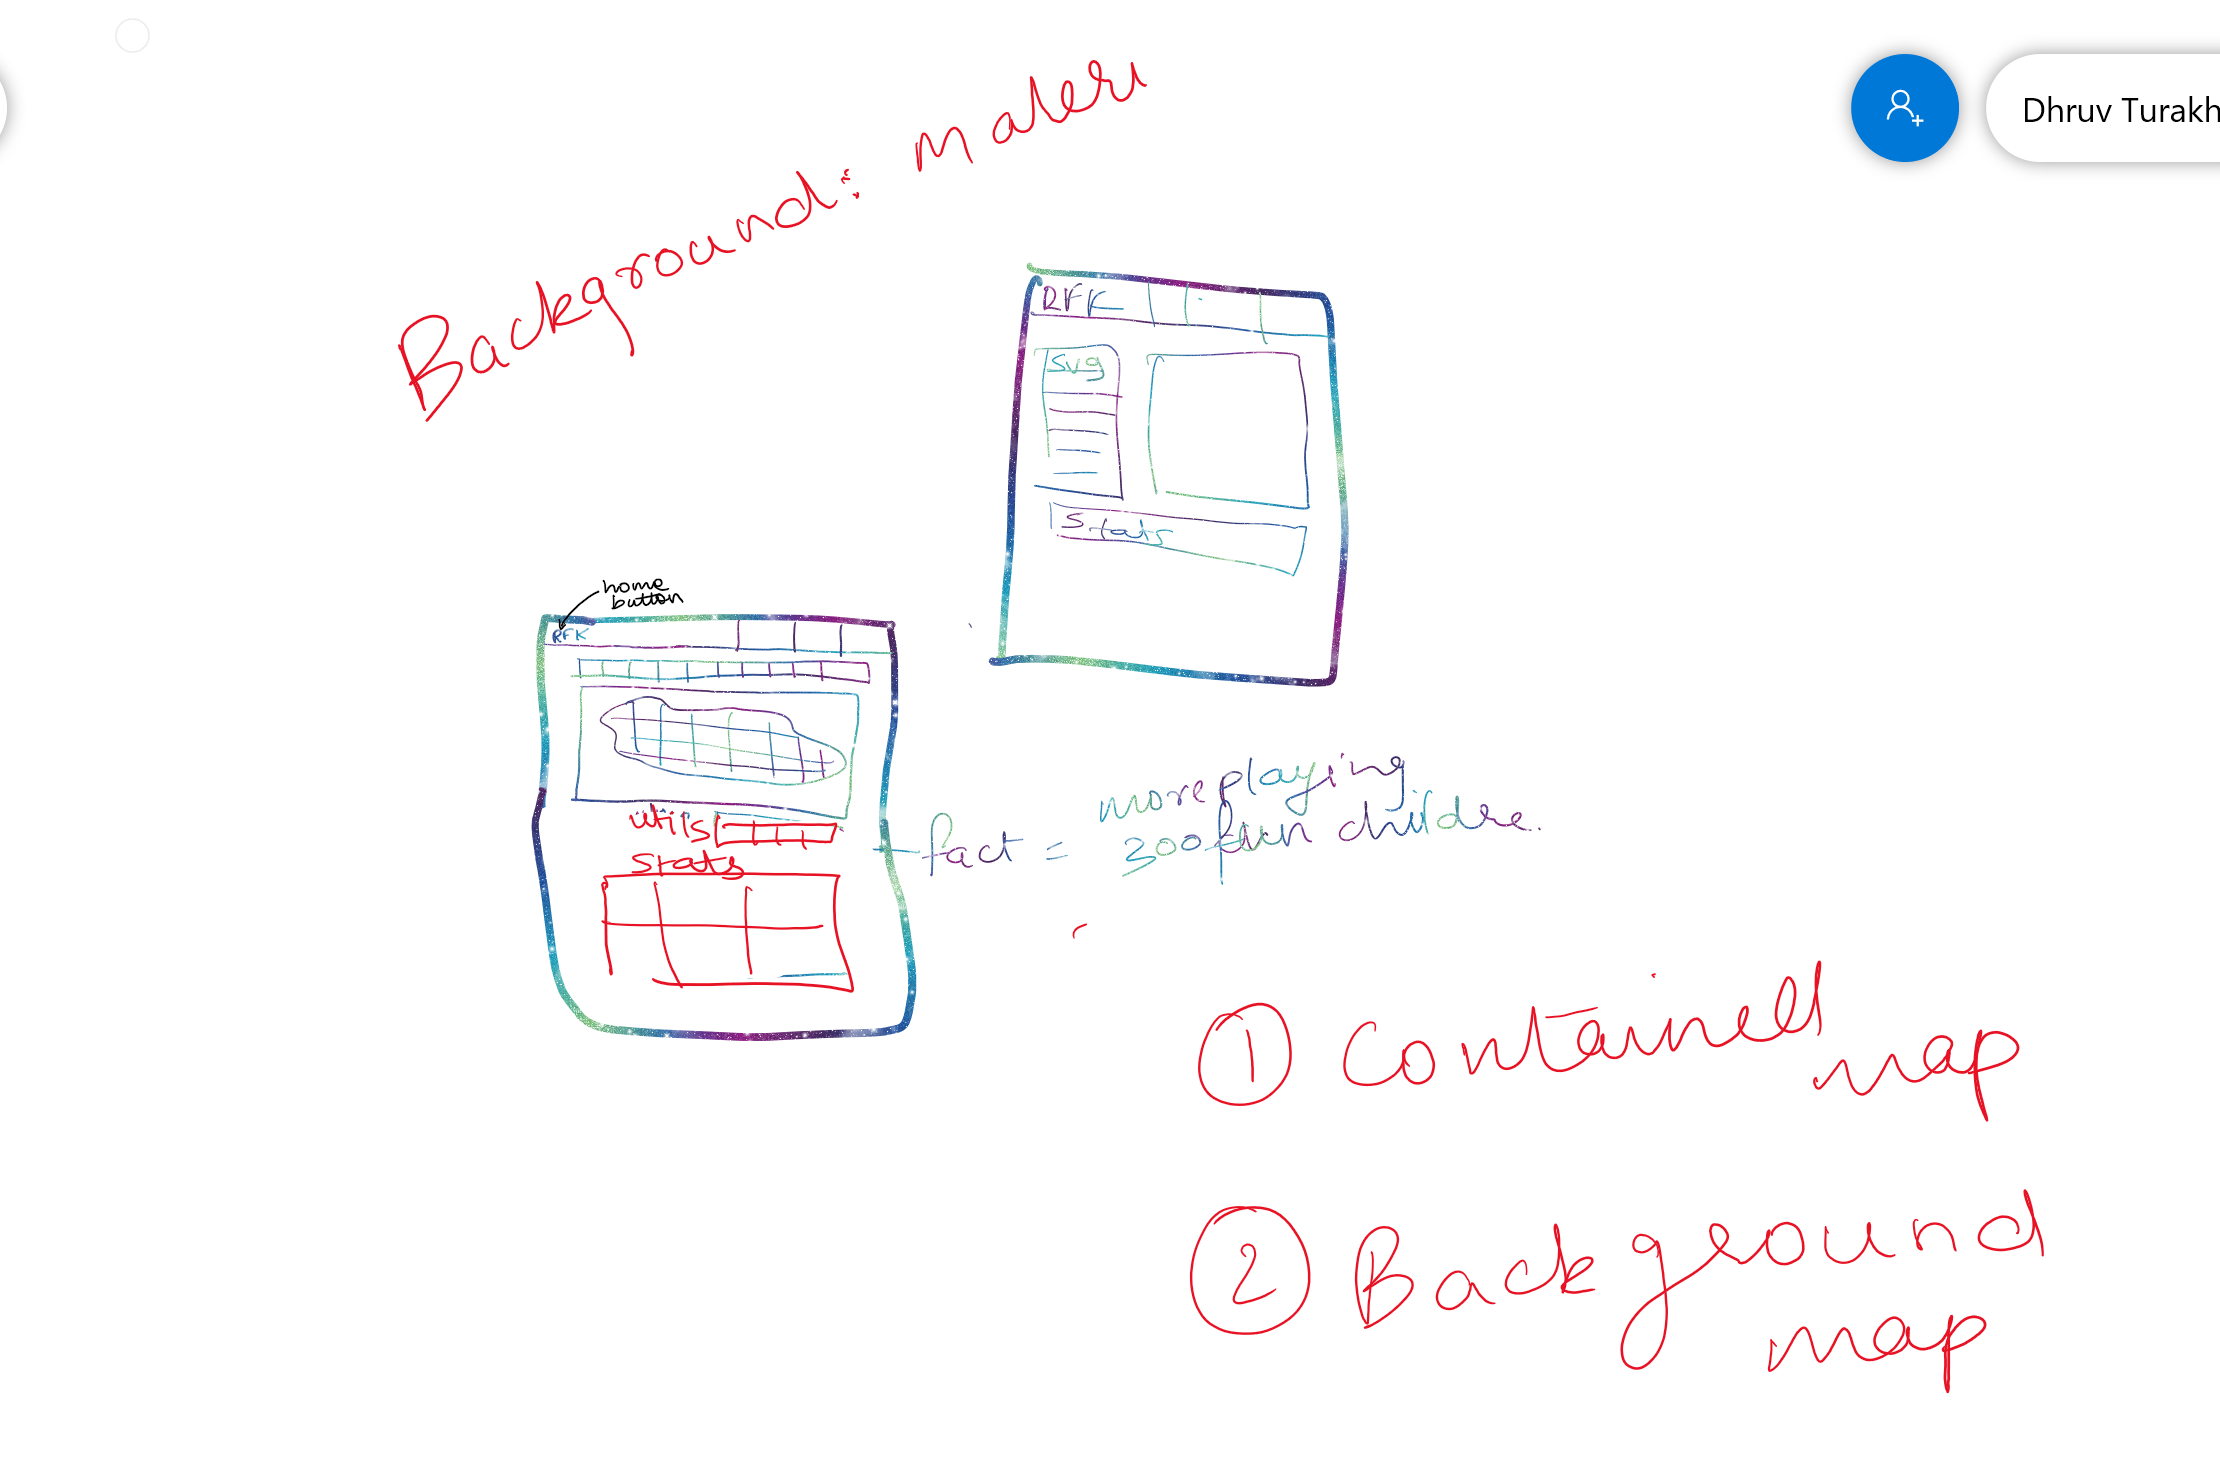 Dhruv Turakh
Background:
RFK
Svg
Stats
home
button
RFK
utils
Stats
fact = more playing
300 fun childre.
1 Contained
map
2 Background
map